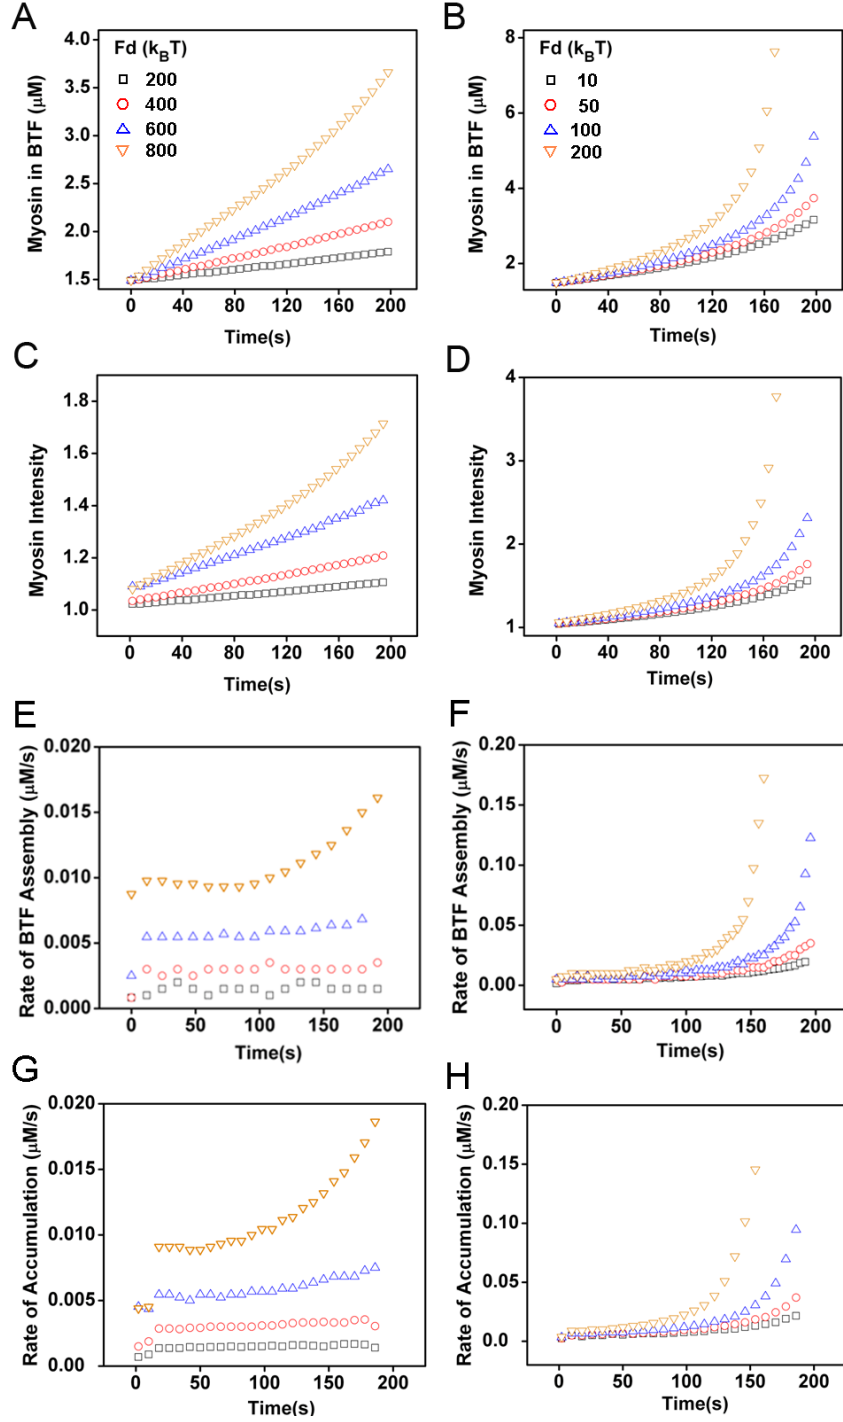 A
4.0
3.5
3.0
2.5
2.0
1.5
Myosin in BTF (μM)
Fd (kBT)
200
400
600
800
0 40 80 120 160 200
Time(s)
B
8
6
4
2
Myosin in BTF (μM)
Fd (kBT)
10
50
100
200
0 40 80 120 160 200
Time(s)
C
1.8
1.6
1.4
1.2
1.0
Myosin Intensity
0 40 80 120 160 200
Time(s)
D
4
3
2
1
Myosin Intensity
0 40 80 120 160 200
Time(s)
E
0.020
0.015
0.010
0.005
0.000
Rate of BTF Assembly (μM/s)
0 50 100 150 200
Time(s)
F
0.20
0.15
0.10
0.05
0.00
Rate of BTF Assembly (μM/s)
0 50 100 150 200
Time(s)
G
0.020
0.015
0.010
0.005
0.00
Rate of Accumulation (μM/s)
0 50 100 150 200
Time(s)
H
0.20
0.15
0.10
0.05
0.0
Rate of Accumulation (μM/s)
0 50 100 150 200
Time(s)